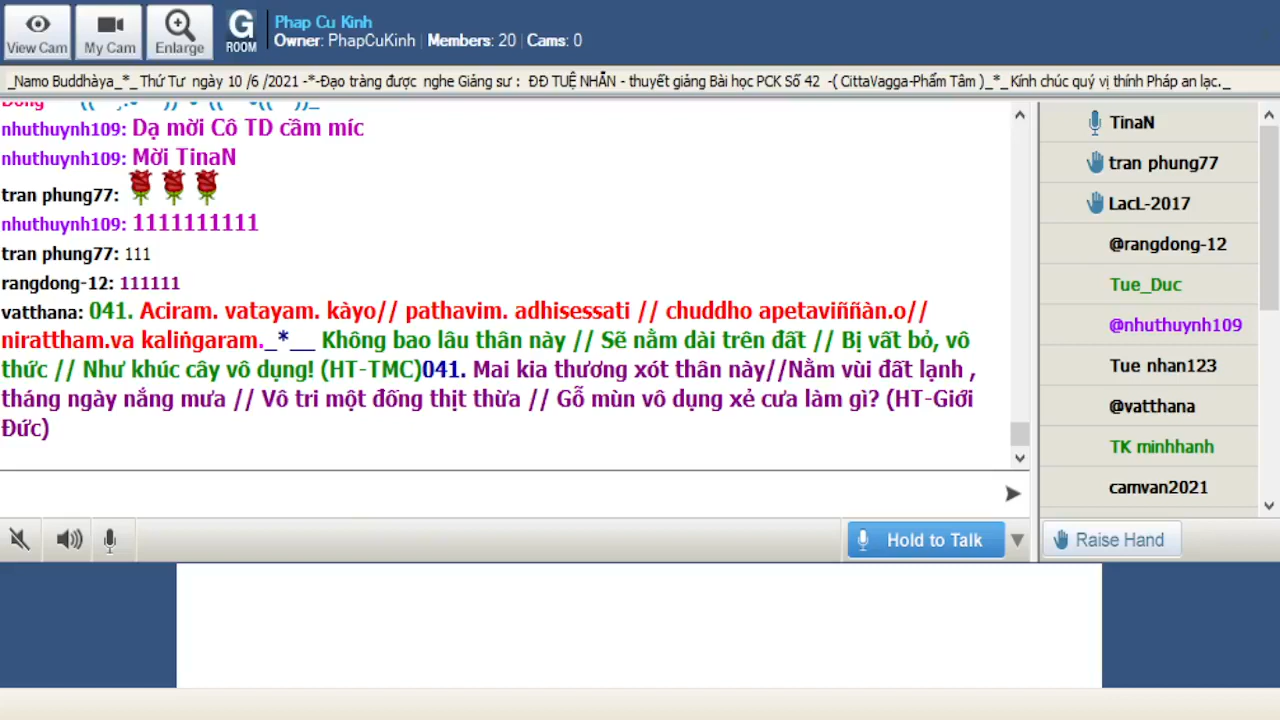 View Cam
My Cam
Enlarge
G
ROOM
Phap Cu Kinh
Owner: PhapCuKinh | Members: 20 | Cams: 0
_Namo Buddhàya_*_ Thứ Tư ngày 10 /6 /2021 -*-Đạo tràng được nghe Giảng sư : ĐĐ TUỆ NHẪN - thuyết giảng Bài học PCK Số 42 -( CittaVagga-Phẩm Tâm )_*_Kính chúc quý vị thính Pháp an lạc._
nhuthuynh109: Dạ mời Cô TD cầm míc
nhuthuynh109: Mời TinaN
tran phung77:
nhuthuynh109: 1111111111
tran phung77: 111
rangdong-12: 111111
vatthana: 041. Aciram. vatayam. kàyo// pathavim. adhisessati // chuddho apetaviññàn.o//
nirattham.va kaliṅgaram._*__ Không bao lâu thân này // Sẽ nằm dài trên đất // Bị vất bỏ, vô
thức // Như khúc cây vô dụng! (HT-TMC)041. Mai kia thương xót thân này//Nằm vùi đất lạnh ,
tháng ngày nắng mưa // Vô tri một đống thịt thừa // Gỗ mùn vô dụng xẻ cưa làm gì? (HT-Giới
Đức)
TinaN
tran phung77
LacL-2017
@rangdong-12
Tue_Duc
@nhuthuynh109
Tue nhan123
@vatthana
TK minhhanh
camvan2021
Hold to Talk
Raise Hand